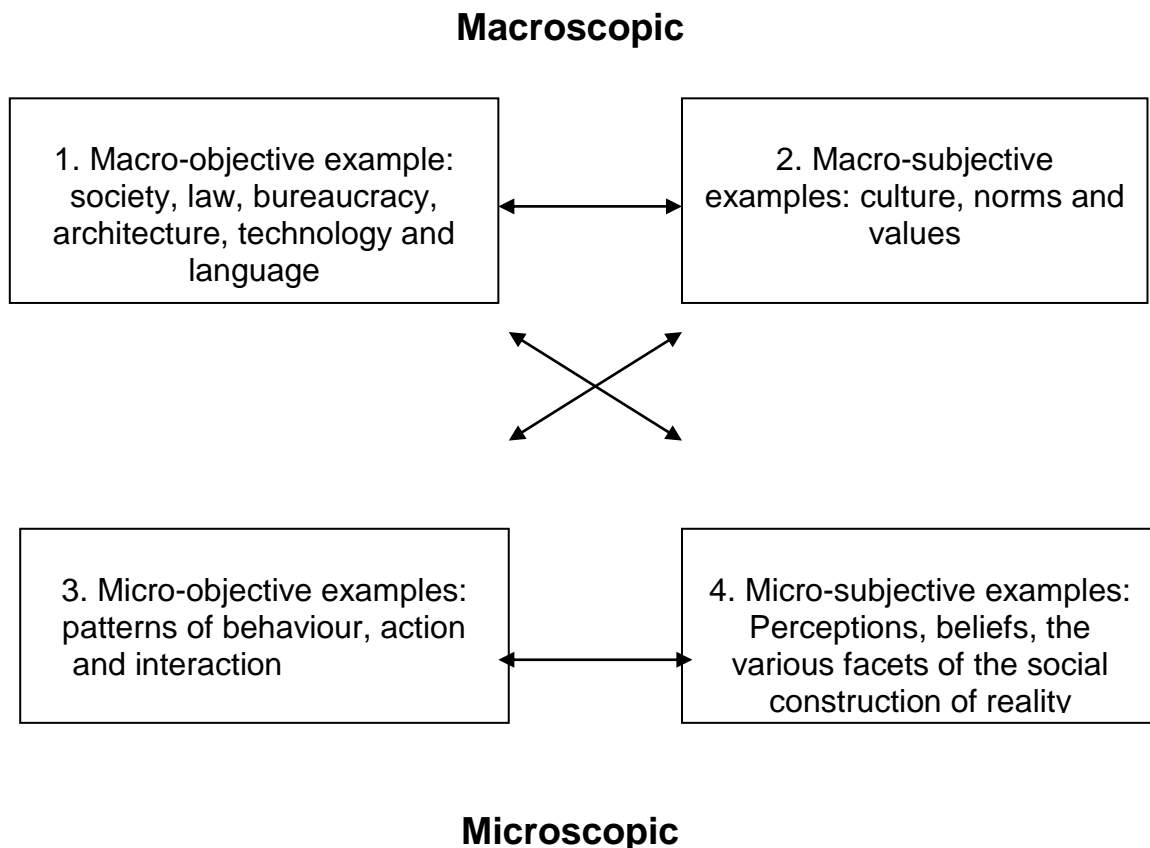 Macroscopic
1. Macro-objective example:
society, law, bureaucracy,
architecture, technology and
language
2. Macro-subjective
examples: culture, norms and
values
3. Micro-objective examples:
patterns of behaviour, action
and interaction
4. Micro-subjective examples:
Perceptions, beliefs, the
various facets of the social
construction of reality
Microscopic